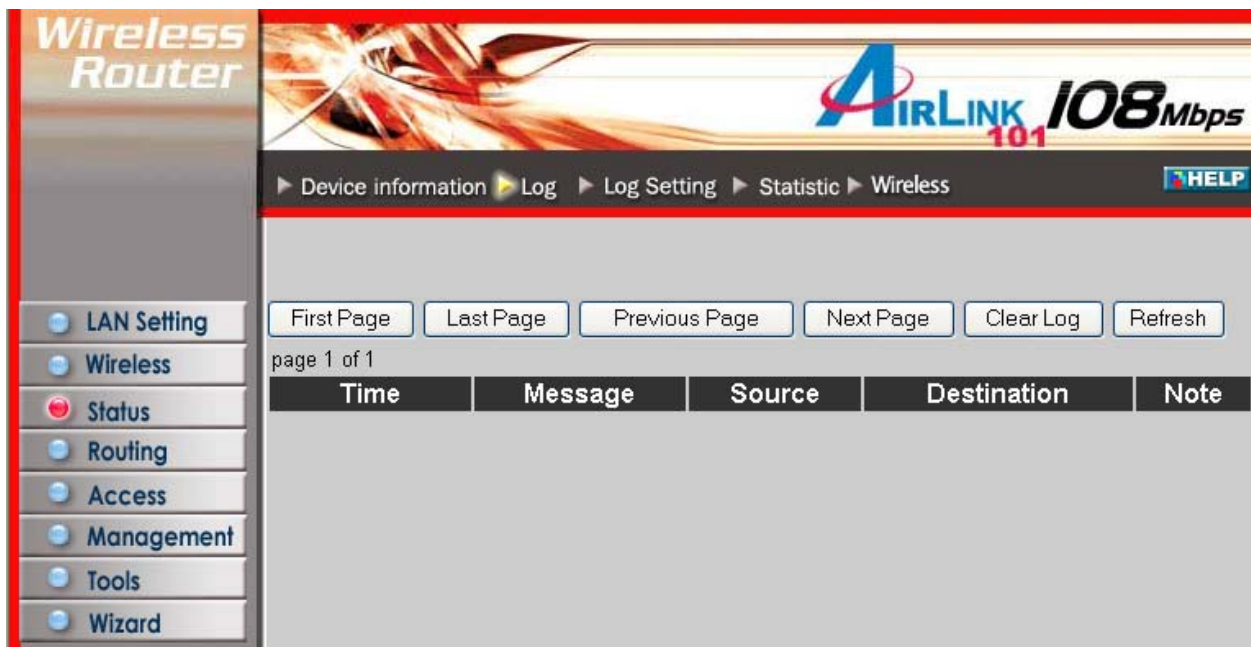 Wireless
Router
AIRLINK 101 108Mbps
Device information Log Log Setting Statistic Wireless HELP
LAN Setting
Wireless
Status
Routing
Access
Management
Tools
Wizard
First Page Last Page Previous Page Next Page Clear Log Refresh
page 1 of 1
Time Message Source Destination Note